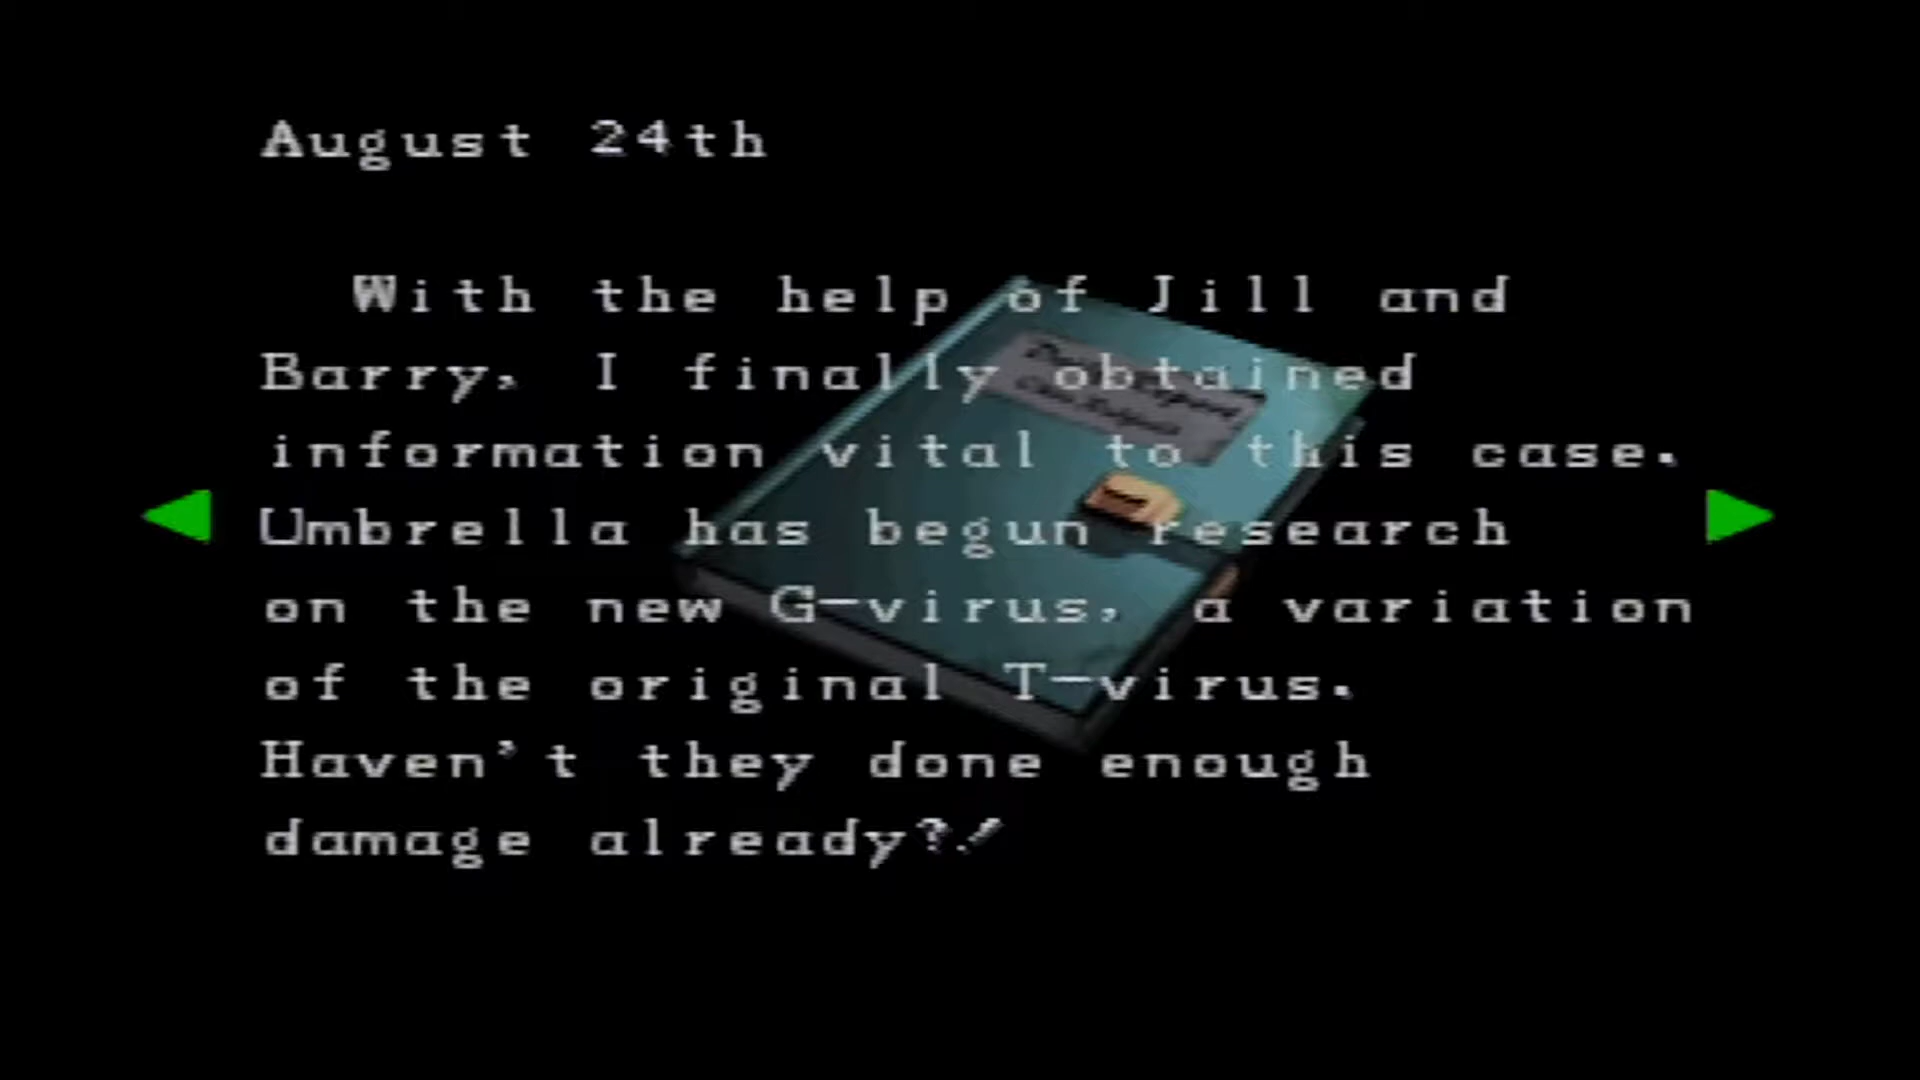 August 24th
With the help of Jill and
Barry, I finally obtained
information vital to this case.
Umbrella has begun research
on the new G-virus, a variation
of the original T-virus.
Haven't they done enough
damage already?!